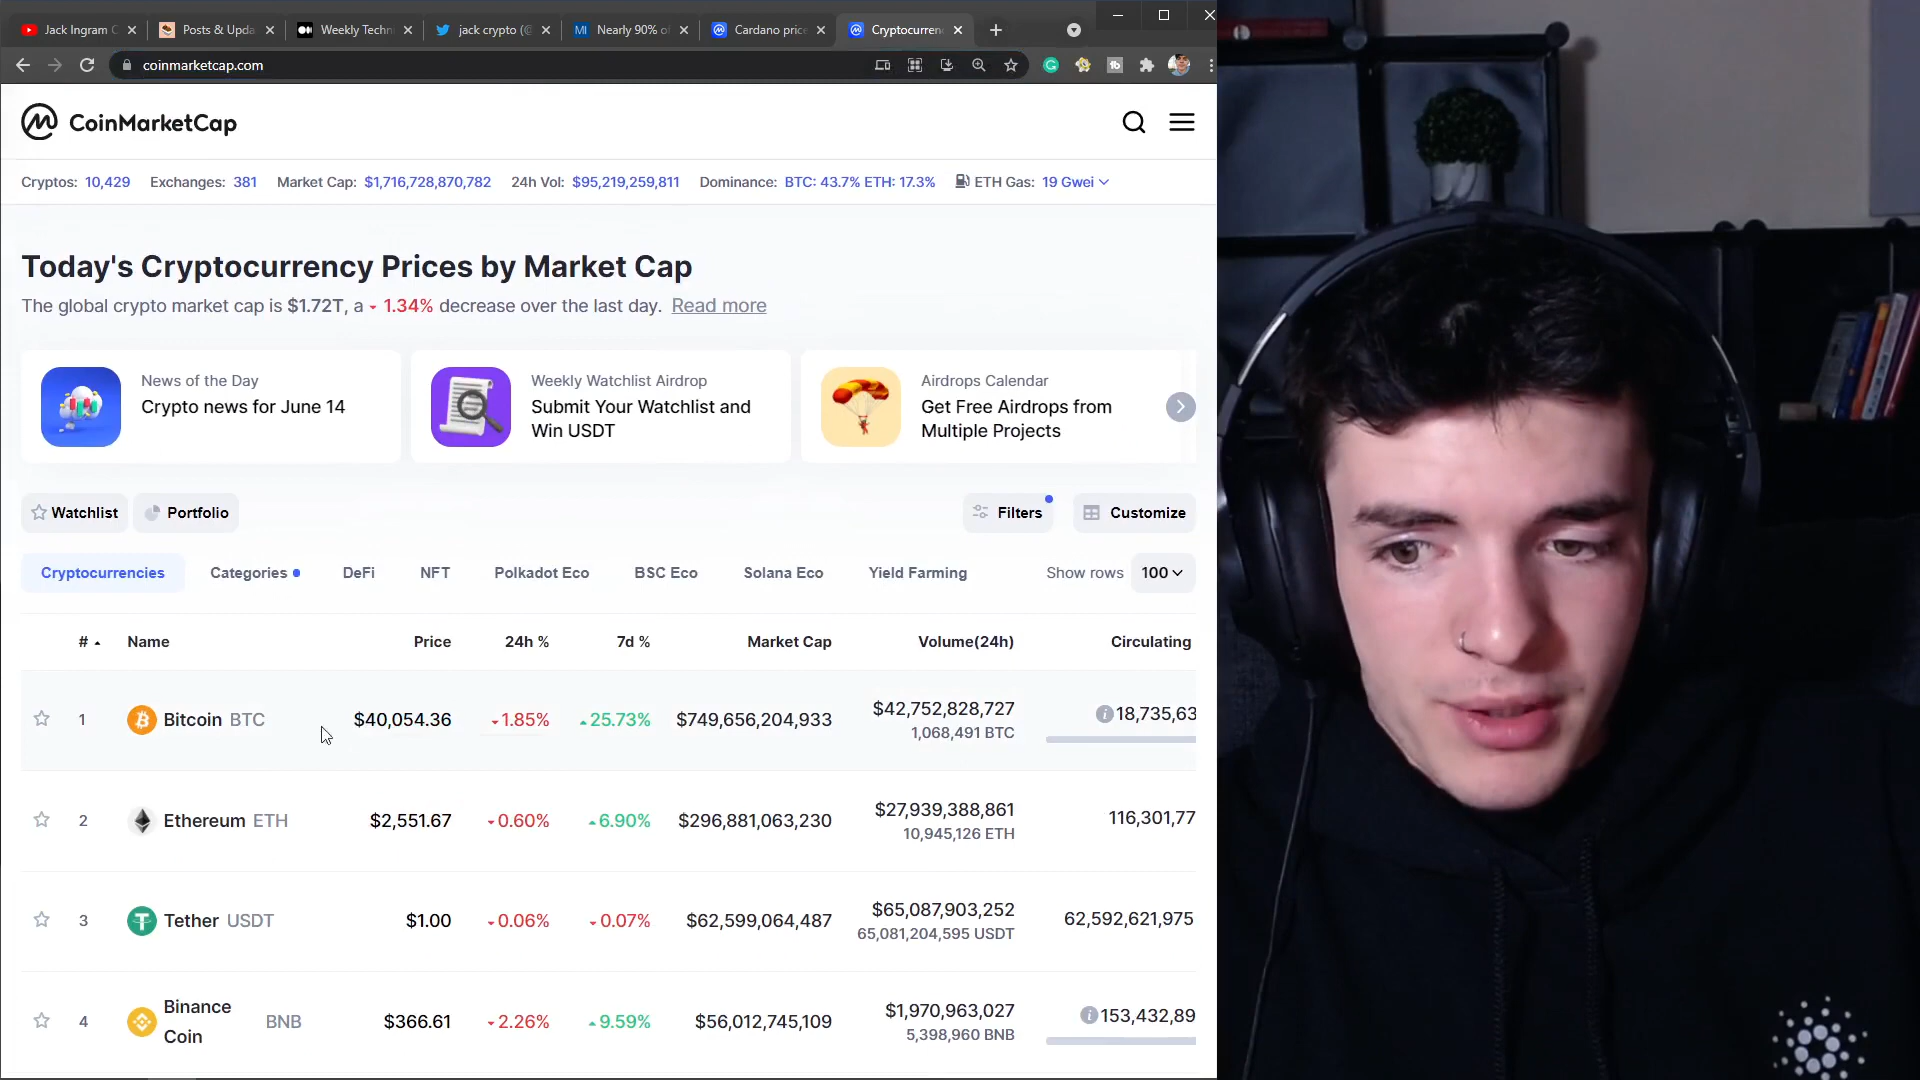 Jack Ingram C
Posts & Upda
Weekly Techn
jack crypto (@
MI Nearly 90% o
Cardano price
Cryptocurren
coinmarketcap.com
CoinMarketCap
Cryptos: 10,429 Exchanges: 381 Market Cap: $1,716,728,870,782 24h Vol: $95,219,259,811 Dominance: BTC: 43.7% ETH: 17.3% ETH Gas: 19 Gwei
Today's Cryptocurrency Prices by Market Cap
The global crypto market cap is $1.72T, a 1.34% decrease over the last day. Read more
News of the Day
Crypto news for June 14
Weekly Watchlist Airdrop
Submit Your Watchlist and
Win USDT
Airdrops Calendar
Get Free Airdrops from
Multiple Projects
Watchlist Portfolio Filters Customize
Cryptocurrencies Categories DeFi NFT Polkadot Eco BSC Eco Solana Eco Yield Farming Show rows 100
# Name Price 24h % 7d % Market Cap Volume(24h) Circulating
1 Bitcoin BTC $40,054.36 1.85% 25.73% $749,656,204,933 $42,752,828,727 18,735,63
1,068,491 BTC
2 Ethereum ETH $2,551.67 0.60% 6.90% $296,881,063,230 $27,939,388,861 116,301,77
10,945,126 ETH
3 Tether USDT $1.00 0.06% 0.07% $62,599,064,487 $65,087,903,252 62,592,621,975
65,081,204,595 USDT
4 Binance Coin BNB $366.61 2.26% 9.59% $56,012,745,109 $1,970,963,027 153,432,89
5,398,960 BNB